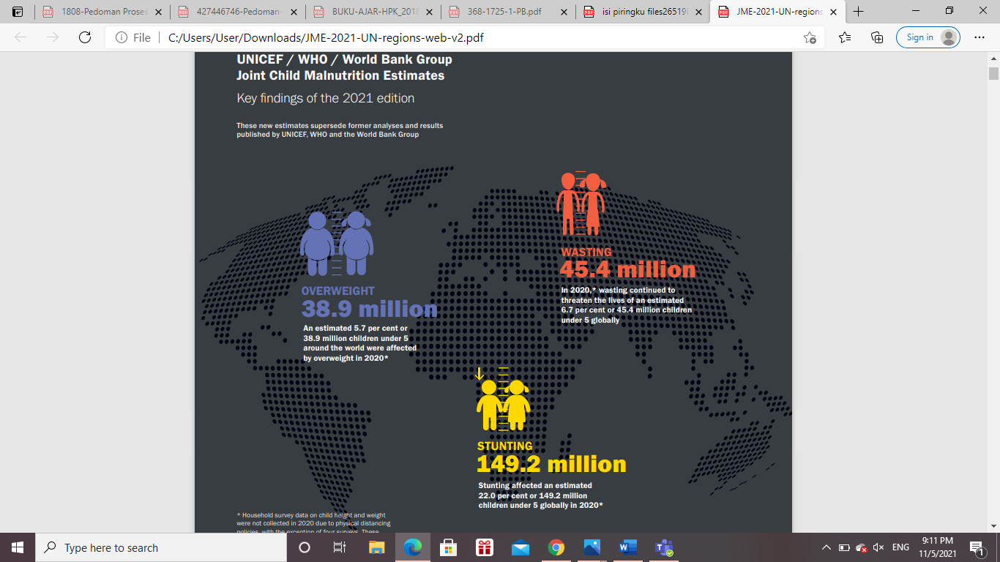 1808-Pedoman Proses
427446746-Pedoman-
BUKU-AJAR-HPK_2018
368-1725-1-PB.pdf
isi piringku files26519
JME-2021-UN-regions
File
C:/Users/User/Downloads/JME-2021-UN-regions-web-v2.pdf
Sign in
UNICEF / WHO / World Bank Group
Joint Child Malnutrition Estimates
Key findings of the 2021 edition
These new estimates supersede former analyses and results
published by UNICEF, WHO and the World Bank Group
WASTING
45.4 million
In 2020,* wasting continued to
threaten the lives of an estimated
6.7 per cent or 45.4 million children
under 5 globally
OVERWEIGHT
38.9 million
An estimated 5.7 per cent or
38.9 million children under 5
around the world were affected
by overweight in 2020*
STUNTING
149.2 million
Stunting affected an estimated
22.0 per cent or 149.2 million
children under 5 globally in 2020*
* Household survey data on child height and weight
were not collected in 2020 due to physical distancing
policies, with the exception of four surveys. These
Type here to search
ENG
9:11 PM
11/5/2021
1